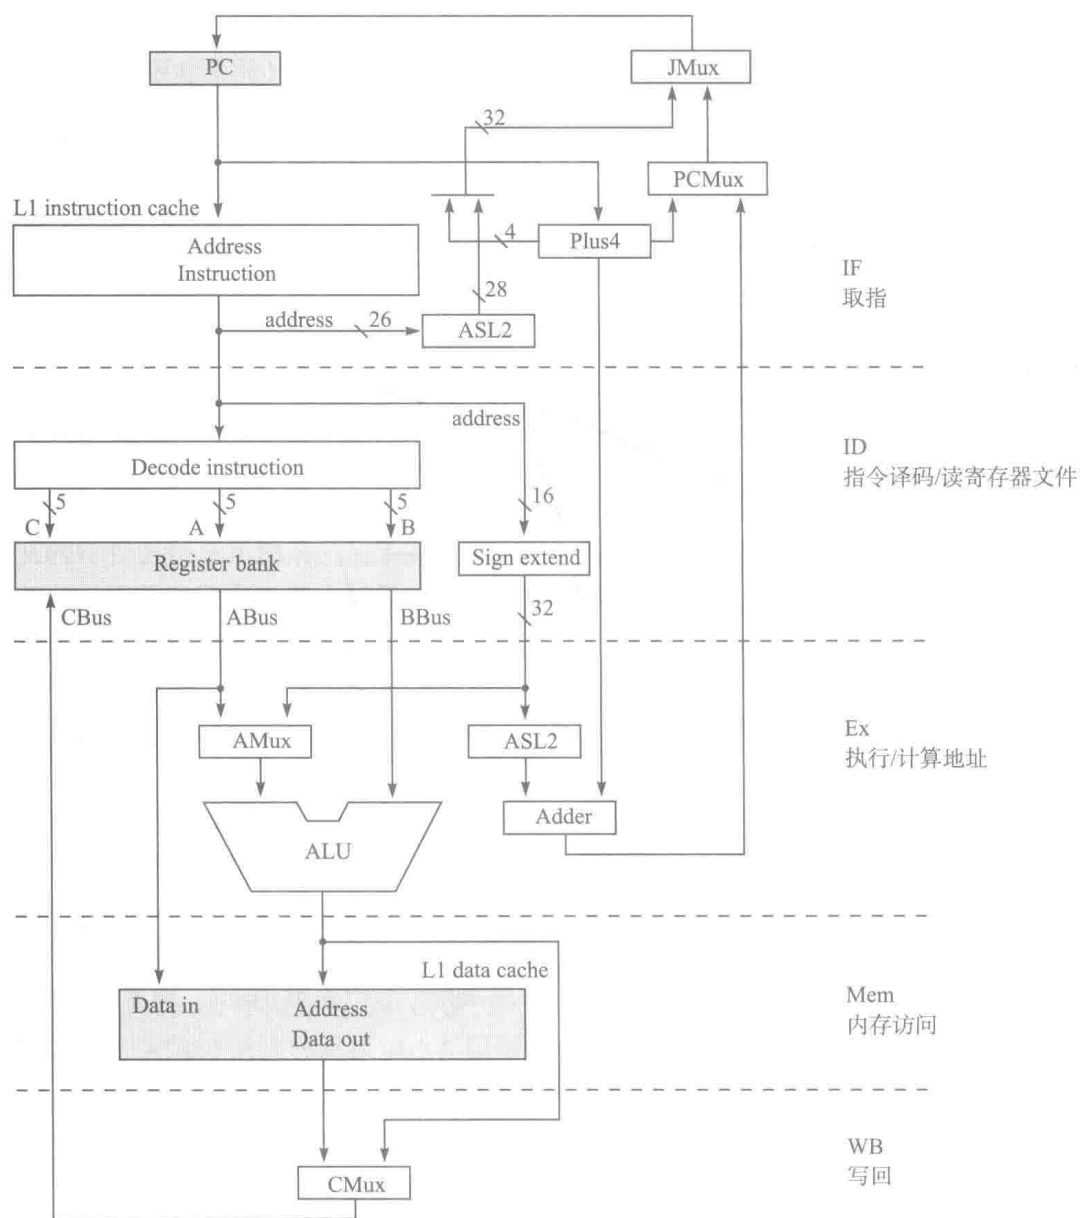 PC
JMux
32
PCMux
L1 instruction cache
Address
Instruction
4
Plus4
IF
取指
28
address
26
ASL2
address
ID
指令译码/读寄存器文件
Decode instruction
5
5
5
16
C
A
B
Register bank
Sign extend
CBus
ABus
BBus
32
Ex
执行/计算地址
AMux
ASL2
Adder
ALU
L1 data cache
Data in
Address
Data out
Mem
内存访问
WB
写回
CMux